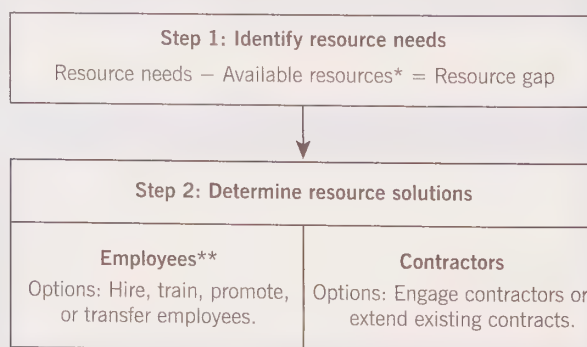 Step 1: Identify resource needs
Resource needs – Available resources* = Resource gap
Step 2: Determine resource solutions
Employees**
Options: Hire, train, promote,
or transfer employees.
Contractors
Options: Engage contractors or
extend existing contracts.